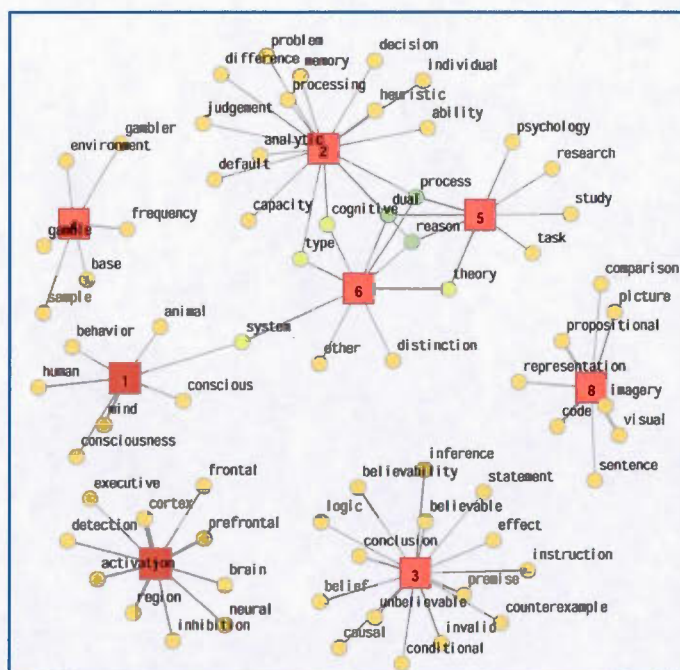 problem
difference
memory
decision
processing
individual
heuristic
judgement
ability
analytic
2
default
capacity
gambler
environment
frequency
gamble
base
sample
psychology
research
process
dual
cognitive
5
study
reason
task
type
theory
6
system
other
distinction
animal
behavior
human
1
conscious
mind
consciousness
comparison
picture
propositional
representation
imagery
8
code
visual
sentence
executive
frontal
cortex
detection
prefrontal
activation
brain
region
neural
inhibition
inference
believability
statement
logic
believable
effect
conclusion
instruction
3
premise
belief
unbelievable
counterexample
causal
invalid
conditional